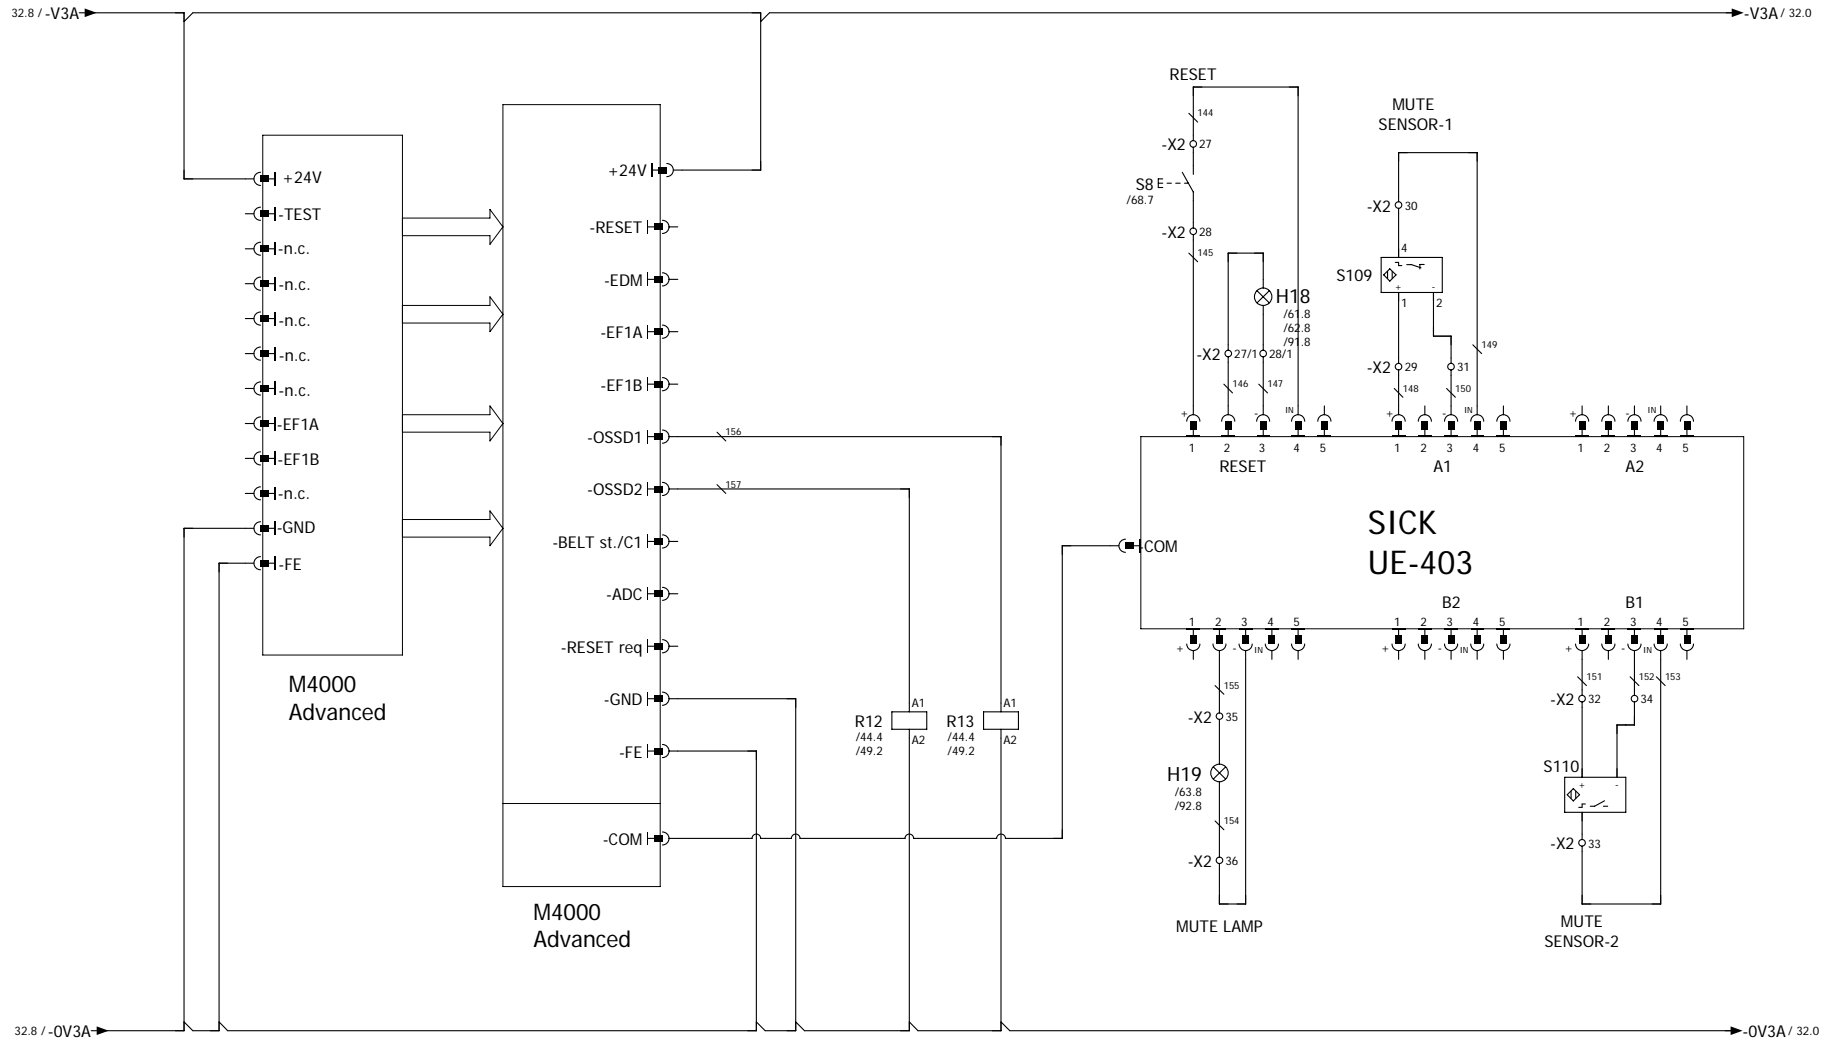 32.8 / -V3A
-V3A / 32.0
+24V
-TEST
-n.c.
-n.c.
-n.c.
-n.c.
-n.c.
-EF1A
-EF1B
-n.c.
-GND
-FE
M4000
Advanced
+24V
-RESET
-EDM
-EF1A
-EF1B
-OSSD1
156
-OSSD2
157
-BELT st./C1
-ADC
-RESET req
-GND
-FE
-COM
M4000
Advanced
R12
/44.4
/49.2
A1
A2
R13
/44.4
/49.2
A1
A2
RESET
144
-X2 27
S8 E
/68.7
-X2 28
145
H18
/61.8
/62.8
/91.8
-X2 27/1 28/1
146 147
MUTE
SENSOR-1
-X2 30
4
S109
+ -
1 2
149
-X2 29 31
148 150
+ - IN
1 2 3 4 5
RESET
+ - IN
1 2 3 4 5
A1
+ - IN
1 2 3 4 5
A2
SICK
UE-403
-COM
1 2 3 4 5
+ - IN
B2
1 2 3 4 5
+ - IN
B1
1 2 3 4 5
+ - IN
155
-X2 35
H19
/63.8
/92.8
154
-X2 36
MUTE LAMP
151 152 153
-X2 32 34
S110
+ -
-X2 33
MUTE
SENSOR-2
32.8 / -0V3A
-0V3A / 32.0